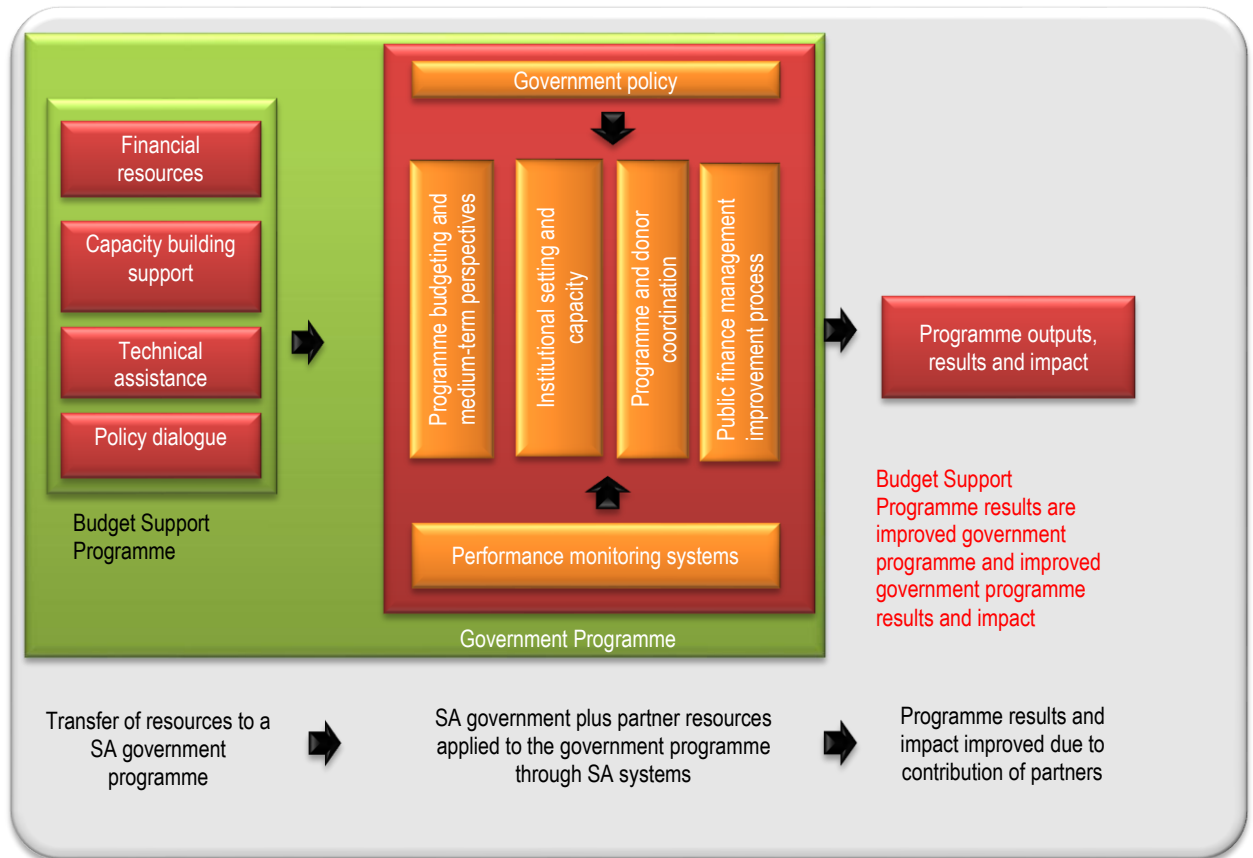 Government policy
Financial
resources
Capacity building
support
Technical
assistance
Policy dialogue
Budget Support
Programme
Programme budgeting and
medium-term perspectives
Institutional setting and
capacity
Programme and donor
coordination
Public finance management
improvement process
Performance monitoring systems
Government Programme
Programme outputs,
results and impact
Budget Support
Programme results are
improved government
programme and improved
government programme
results and impact
Transfer of resources to a
SA government
programme
SA government plus partner resources
applied to the government programme
through SA systems
Programme results and
impact improved due to
contribution of partners